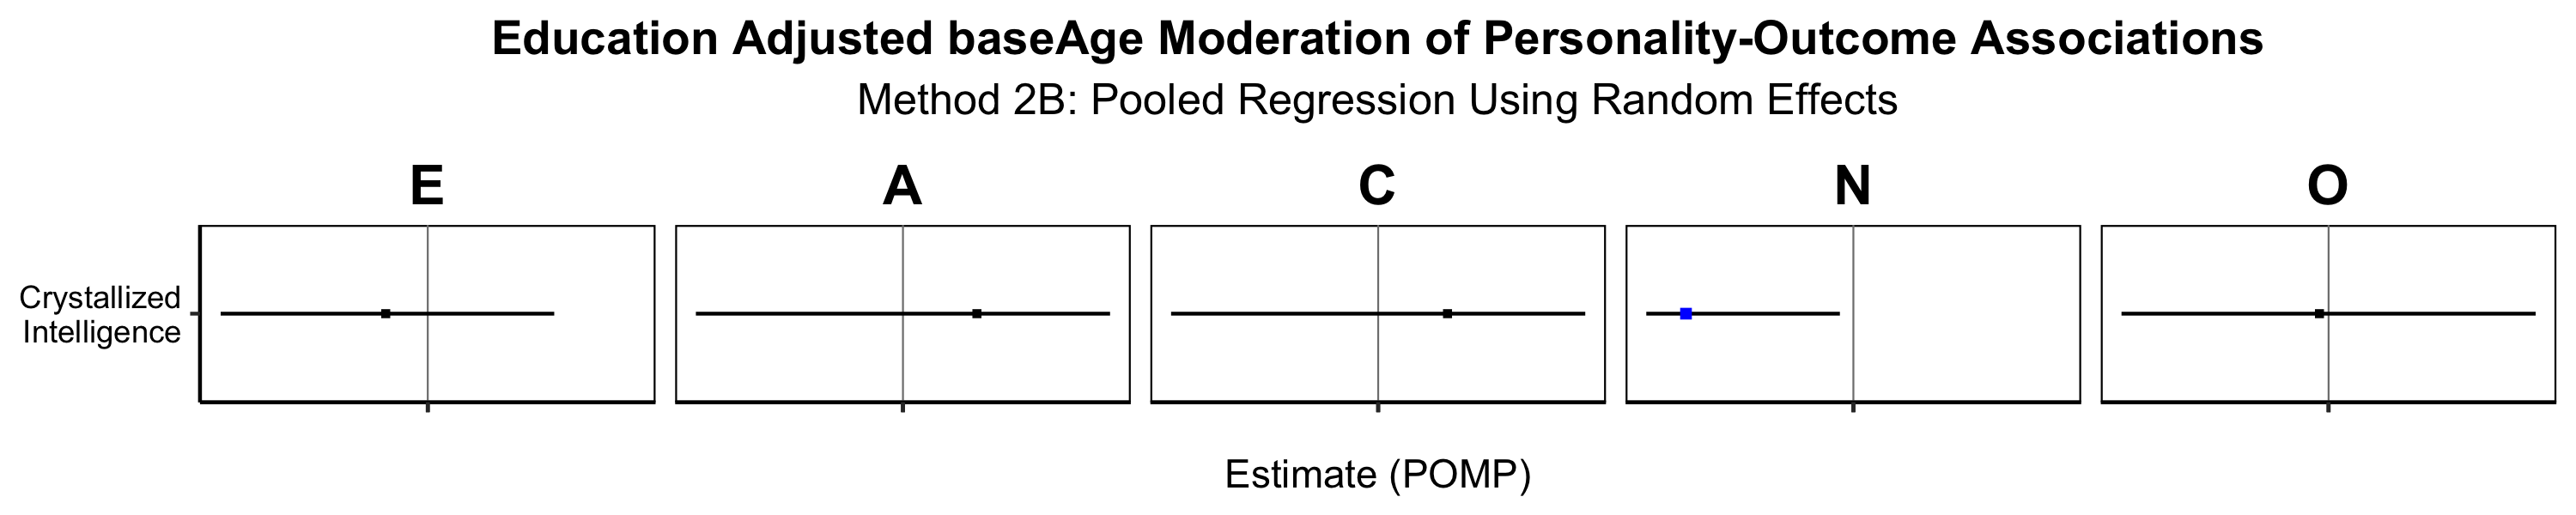 Education Adjusted baseAge Moderation of Personality-Outcome Associations
Method 2B: Pooled Regression Using Random Effects
E
A
C
N
O
Crystallized
Intelligence
Estimate (POMP)